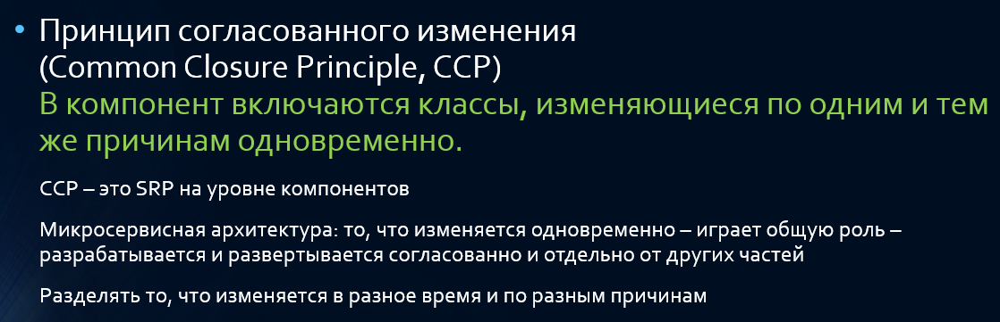 • Принцип согласованного изменения
(Common Closure Principle, CCP)
В компонент включаются классы, изменяющиеся по одним и тем
же причинам одновременно.
CCP – это SRP на уровне компонентов
Микросервисная архитектура: то, что изменяется одновременно – играет общую роль –
разрабатывается и развертывается согласованно и отдельно от других частей
Разделять то, что изменяется в разное время и по разным причинам